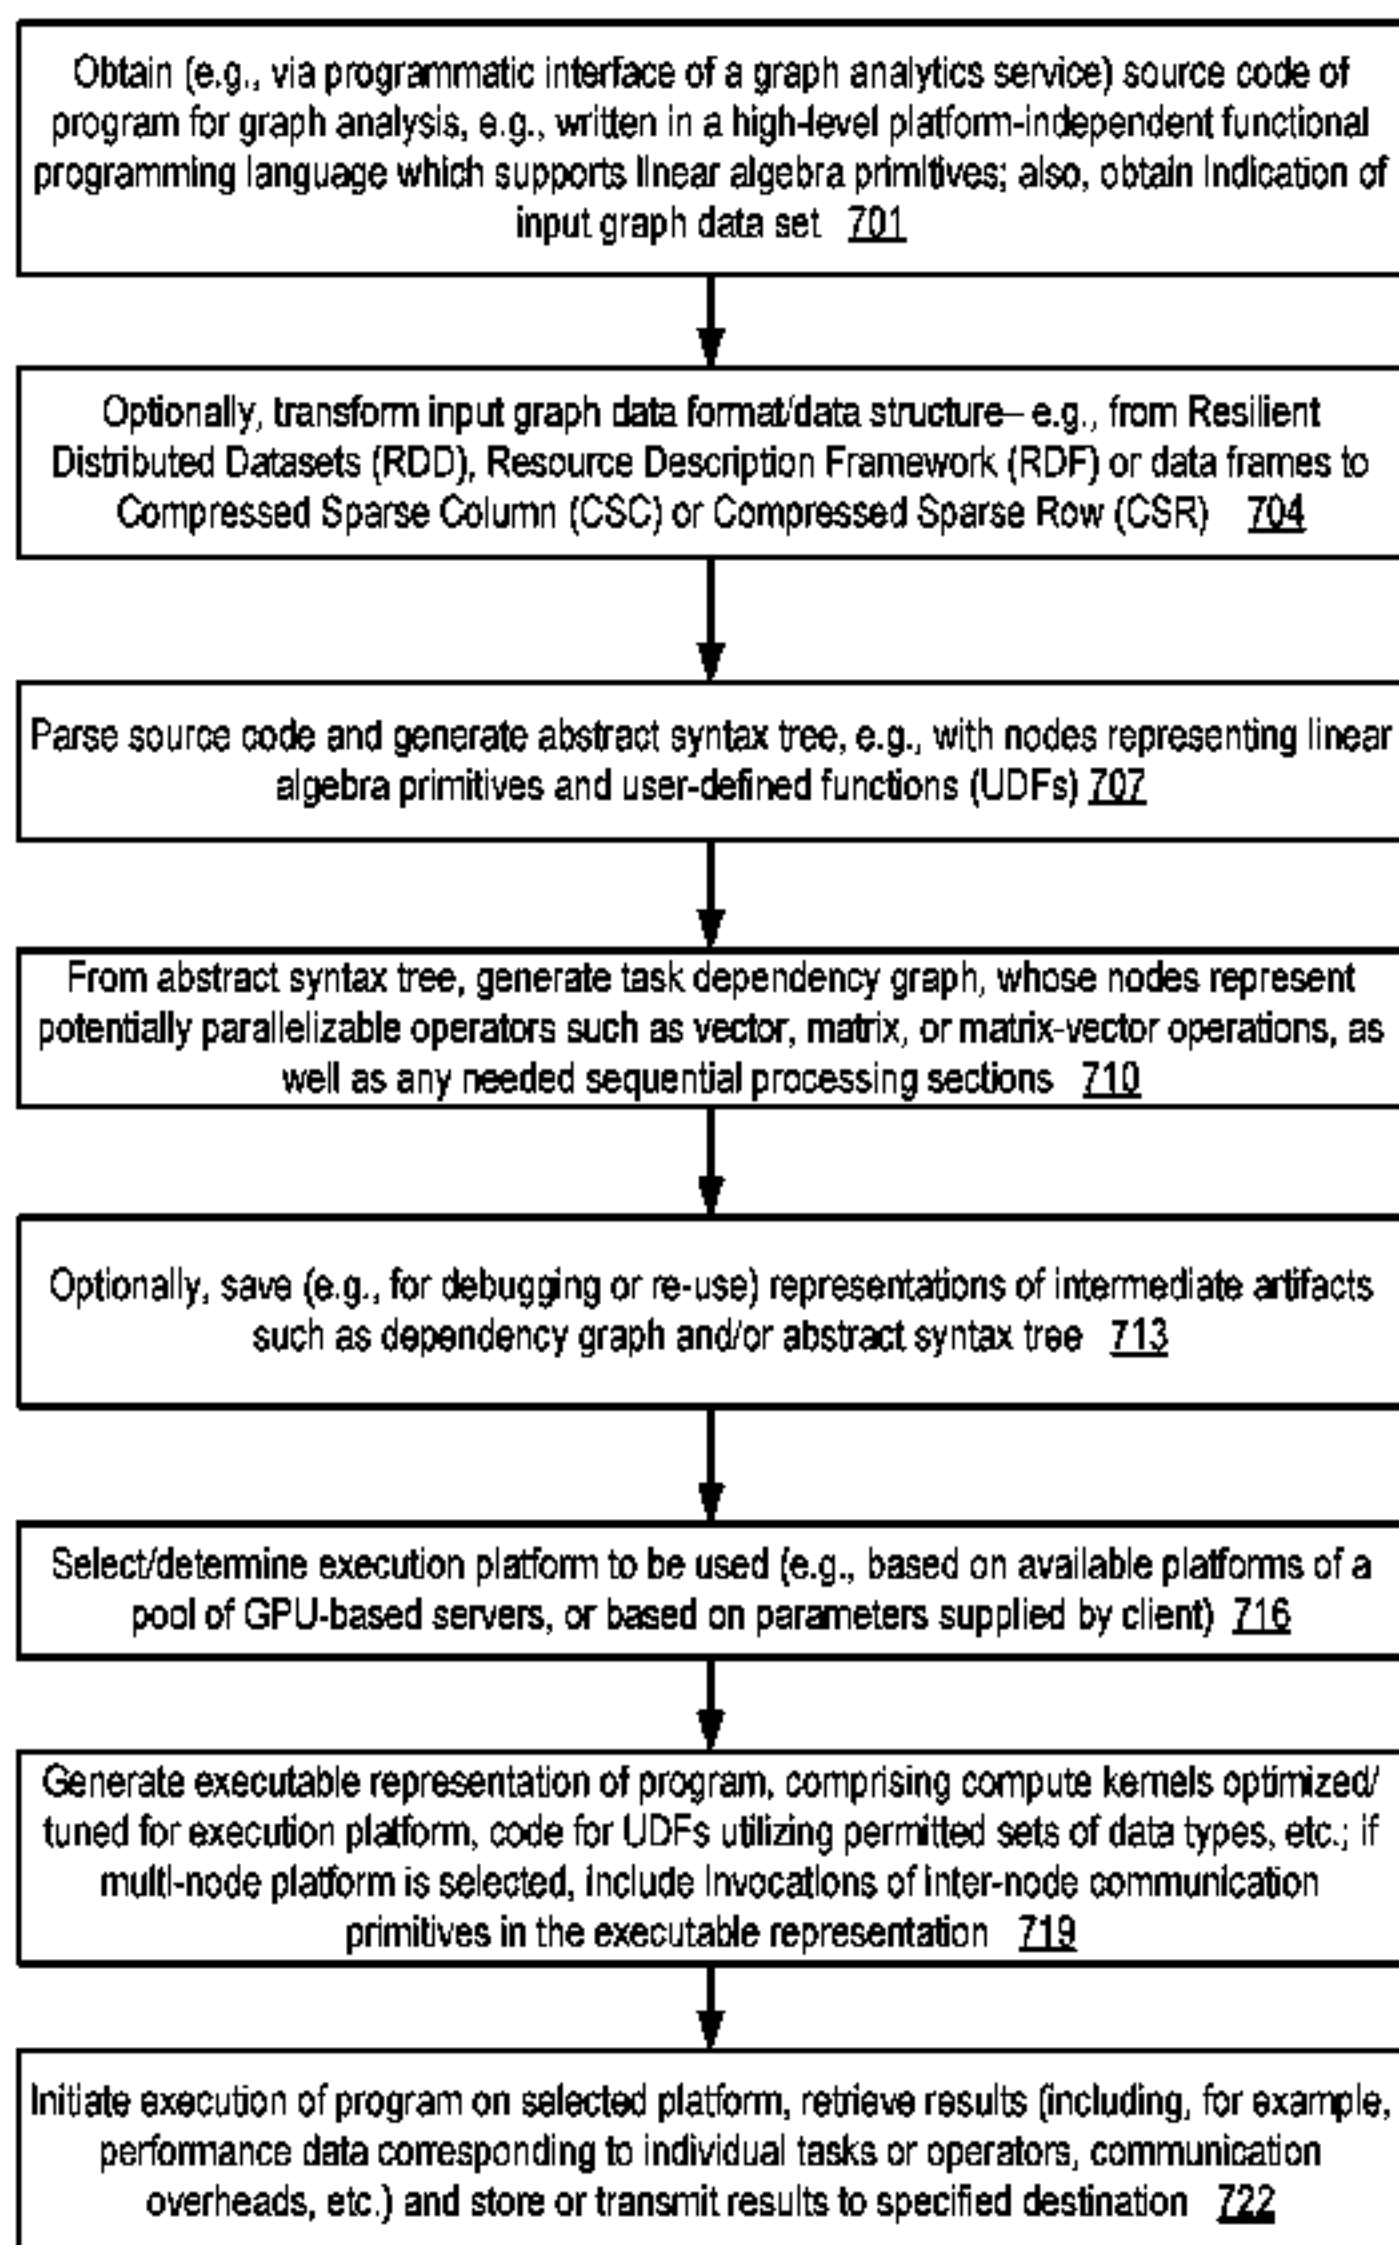 Obtain (e.g., via programmatic interface of a graph analytics service) source code of
program for graph analysis, e.g., written in a high-level platform-independent functional
programming language which supports linear algebra primitives; also, obtain indication of
input graph data set 701
Optionally, transform input graph data format/data structure– e.g., from Resilient
Distributed Datasets (RDD), Resource Description Framework (RDF) or data frames to
Compressed Sparse Column (CSC) or Compressed Sparse Row (CSR) 704
Parse source code and generate abstract syntax tree, e.g., with nodes representing linear
algebra primitives and user-defined functions (UDFs) 707
From abstract syntax tree, generate task dependency graph, whose nodes represent
potentially parallelizable operators such as vector, matrix, or matrix-vector operations, as
well as any needed sequential processing sections 710
Optionally, save (e.g., for debugging or re-use) representations of intermediate artifacts
such as dependency graph and/or abstract syntax tree 713
Select/determine execution platform to be used (e.g., based on available platforms of a
pool of GPU-based servers, or based on parameters supplied by client) 716
Generate executable representation of program, comprising compute kernels optimized/
tuned for execution platform, code for UDFs utilizing permitted sets of data types, etc.; if
multi-node platform is selected, include invocations of inter-node communication
primitives in the executable representation 719
Initiate execution of program on selected platform, retrieve results (including, for example,
performance data corresponding to individual tasks or operators, communication
overheads, etc.) and store or transmit results to specified destination 722